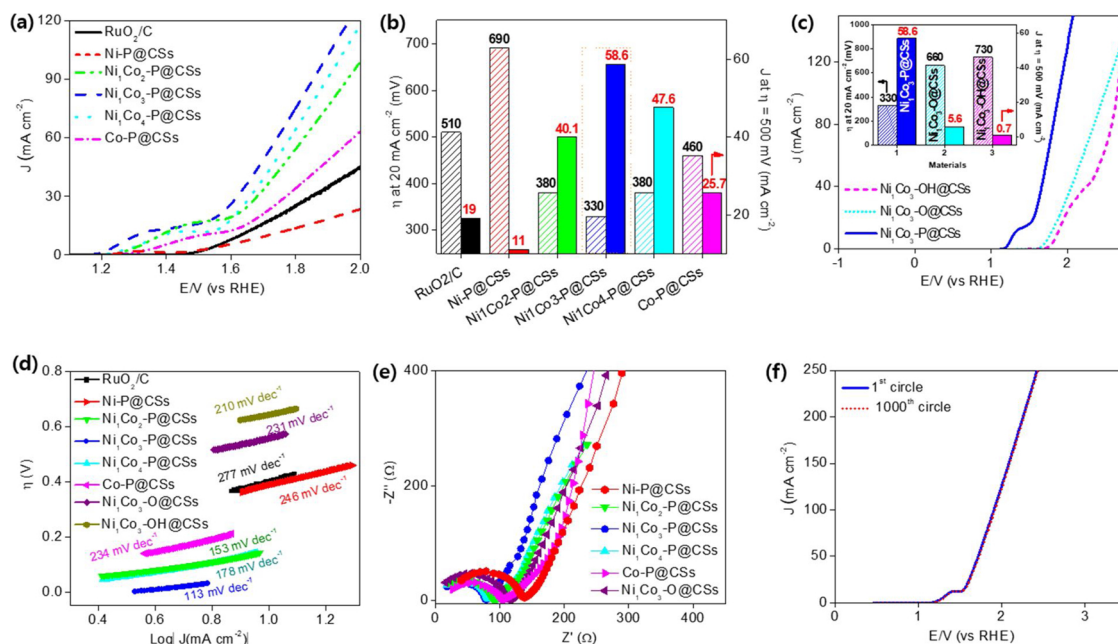 (a)
120
90
60
30
0
J (mA cm⁻²)
RuO₂/C
Ni-P@CSs
Ni₁Co₂-P@CSs
Ni₁Co₃-P@CSs
Ni₁Co₄-P@CSs
Co-P@CSs
1.2 1.4 1.6 1.8 2.0
E/V (vs RHE)
(b)
700
600
500
400
300
η at 20 mA cm⁻² (mV)
510
19
690
11
380
40.1
330
58.6
380
47.6
460
25.7
60
40
20
J at η = 500 mV (mA cm⁻²)
RuO2/C
Ni-P@CSs
Ni1Co2-P@CSs
Ni1Co3-P@CSs
Ni1Co4-P@CSs
Co-P@CSs
(c)
120
80
40
0
J (mA cm⁻²)
1000
800
600
400
200
0
η at 20 mA cm⁻² (mV)
330
58.6
Ni₁Co₃-P@CSs
660
Ni₁Co₃-O@CSs
5.6
730
Ni₁Co₃-OH@CSs
0.7
60
40
20
0
J at η = 500 mV (mA cm⁻²)
1 2 3
Materials
Ni₁Co₃-OH@CSs
Ni₁Co₃-O@CSs
Ni₁Co₃-P@CSs
-1 0 1 2
E/V (vs RHE)
(d)
0.8
0.6
0.4
0.2
0.0
η (V)
RuO₂/C
Ni-P@CSs
Ni₁Co₂-P@CSs
Ni₁Co₃-P@CSs
Ni₁Co₄-P@CSs
Co-P@CSs
Ni₁Co₃-O@CSs
Ni₁Co₃-OH@CSs
210 mV dec⁻¹
231 mV dec⁻¹
277 mV dec⁻¹
246 mV dec⁻¹
234 mV dec⁻¹
153 mV dec⁻¹
178 mV dec⁻¹
113 mV dec⁻¹
0.4 0.6 0.8 1.0 1.2
Log| J(mA cm⁻²)|
(e)
400
200
0
-Z'' (Ω)
Ni-P@CSs
Ni₁Co₂-P@CSs
Ni₁Co₃-P@CSs
Ni₁Co₄-P@CSs
Co-P@CSs
Ni₁Co₃-O@CSs
0 200 400
Z' (Ω)
(f)
250
200
150
100
50
0
J (mA cm⁻²)
1ˢᵗ circle
1000ᵗʰ circle
0 1 2 3
E/V (vs RHE)